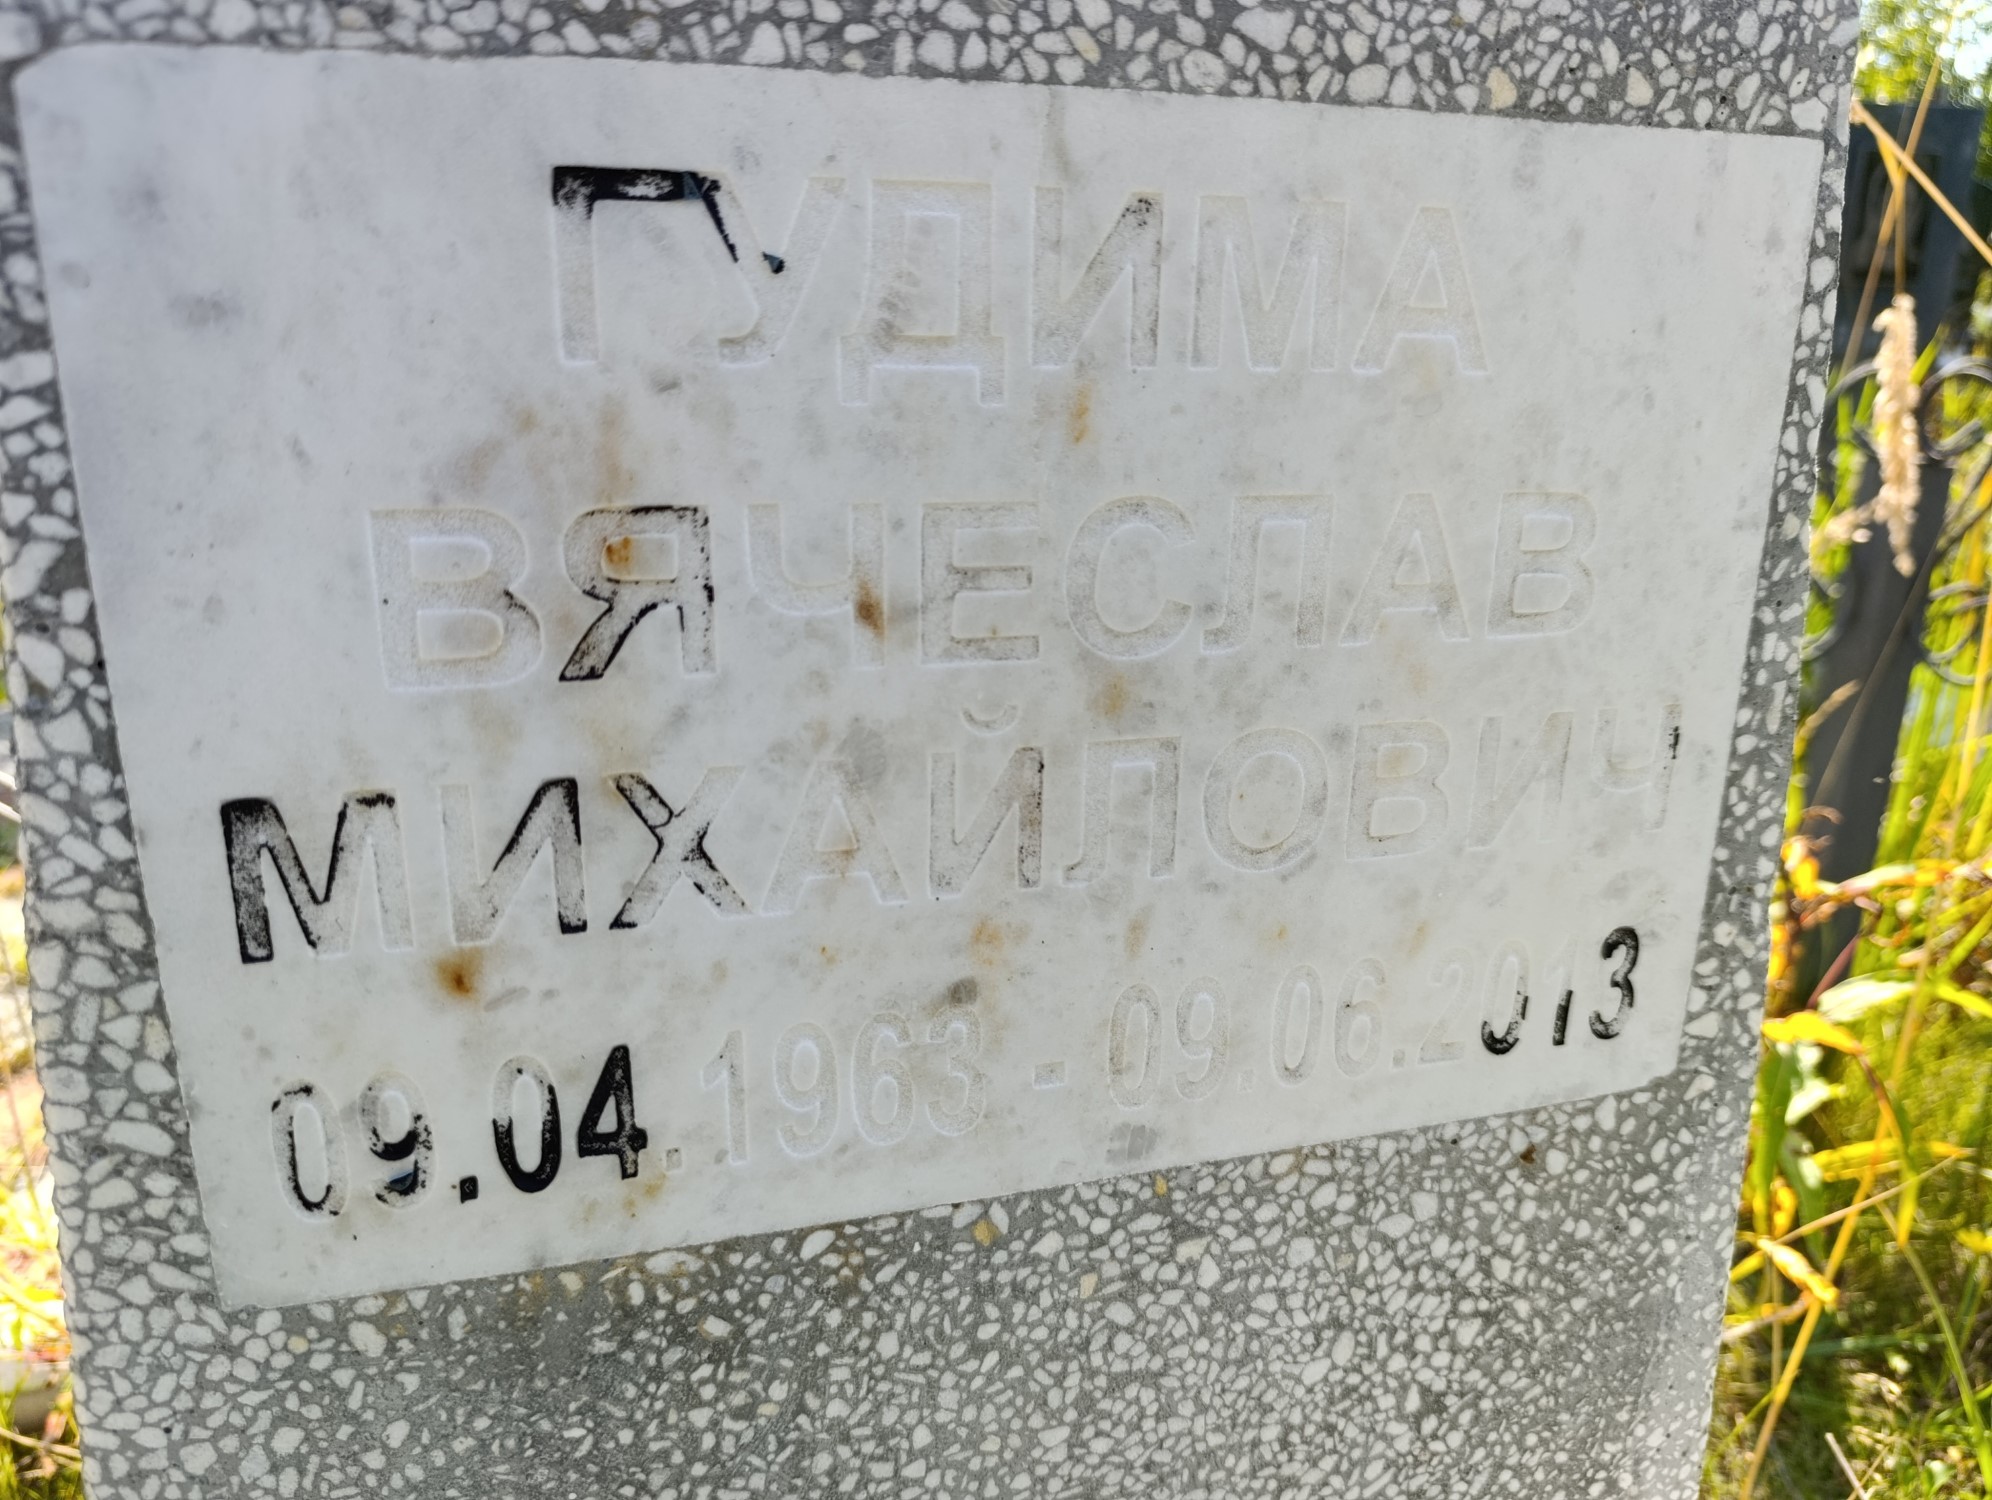 ГУДИМА
ВЯЧЕСЛАВ
МИХАЙЛОВИЧ
09.04.1963 - 09.06.2013